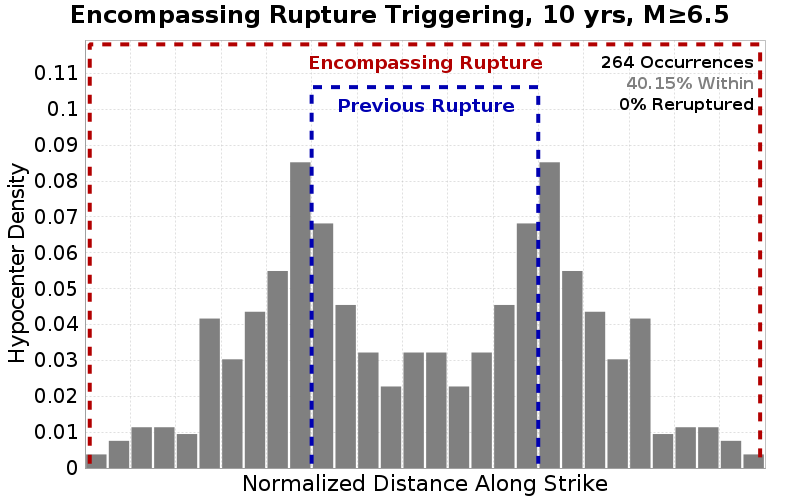 Encompassing Rupture Triggering, 10 yrs, M≥6.5
Encompassing Rupture
264 Occurrences
40.15% Within
0% Reruptured
Previous Rupture
Hypocenter Density
0.11
0.1
0.09
0.08
0.07
0.06
0.05
0.04
0.03
0.02
0.01
0
Normalized Distance Along Strike